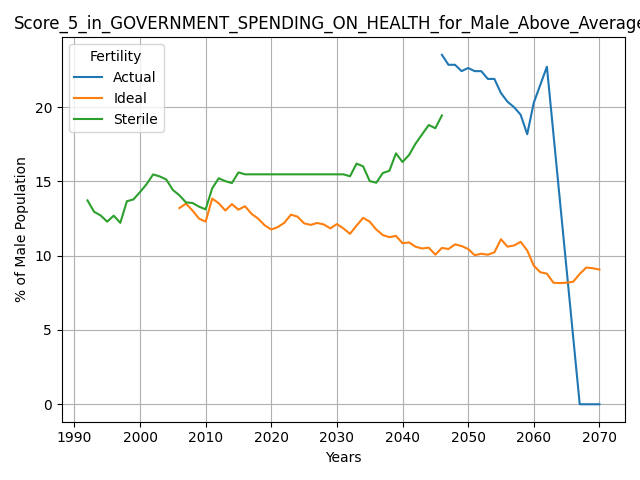 Score_5_in_GOVERNMENT_SPENDING_ON_HEALTH_for_Male_Above_Average
Fertility
Actual
Ideal
Sterile
% of Male Population
20
15
10
5
0
1990 2000 2010 2020 2030 2040 2050 2060 2070
Years